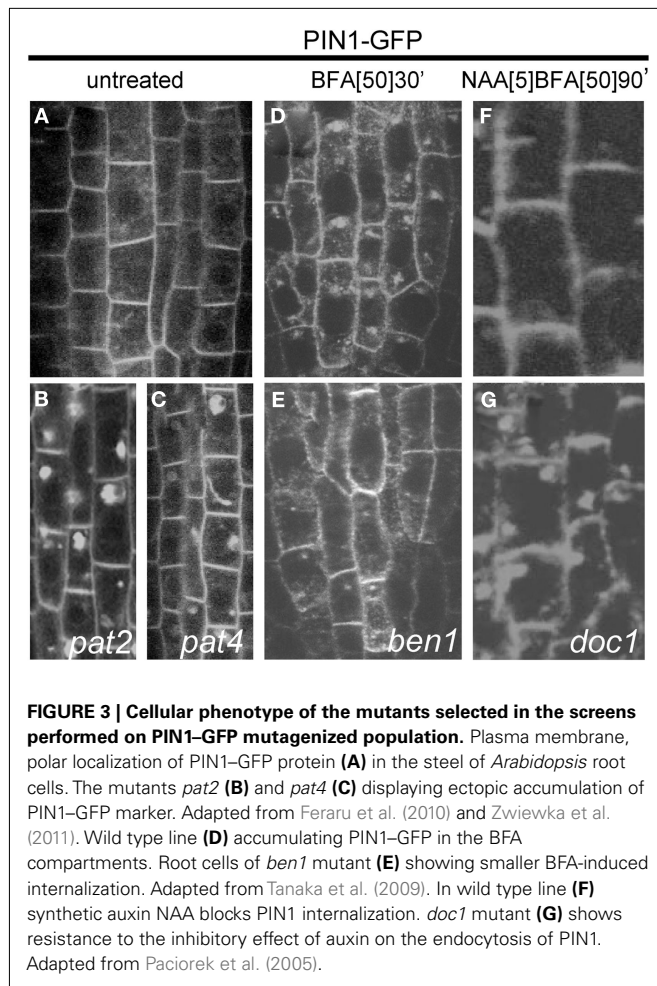 PIN1-GFP
untreated
BFA[50]30'
NAA[5]BFA[50]90'
A
D
F
B
C
E
G
pat2
pat4
ben1
doc1
FIGURE 3 | Cellular phenotype of the mutants selected in the screens
performed on PIN1–GFP mutagenized population. Plasma membrane,
polar localization of PIN1–GFP protein (A) in the steel of Arabidopsis root
cells. The mutants pat2 (B) and pat4 (C) displaying ectopic accumulation of
PIN1–GFP marker. Adapted from Feraru et al. (2010) and Zwiewka et al.
(2011). Wild type line (D) accumulating PIN1–GFP in the BFA
compartments. Root cells of ben1 mutant (E) showing smaller BFA-induced
internalization. Adapted from Tanaka et al. (2009). In wild type line (F)
synthetic auxin NAA blocks PIN1 internalization. doc1 mutant (G) shows
resistance to the inhibitory effect of auxin on the endocytosis of PIN1.
Adapted from Paciorek et al. (2005).